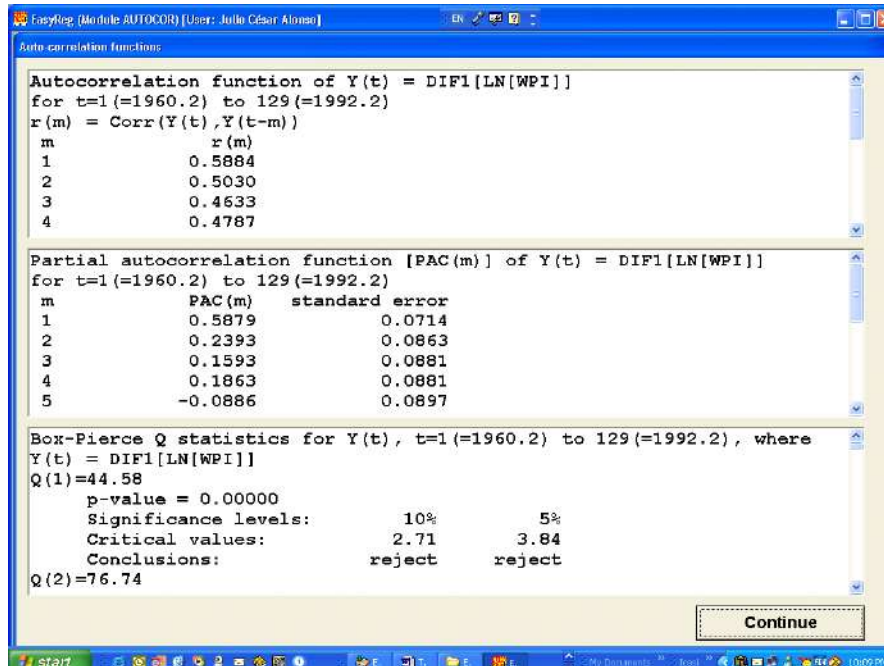 EasyReg (Module AUTOCOR) [User: Julio César Alonso]
EN
Auto-correlation functions
Autocorrelation function of Y(t) = DIF1[LN[WPI]]
for t=1(=1960.2) to 129(=1992.2)
r(m) = Corr(Y(t),Y(t-m))
m r(m)
1 0.5884
2 0.5030
3 0.4633
4 0.4787
Partial autocorrelation function [PAC(m)] of Y(t) = DIF1[LN[WPI]]
for t=1(=1960.2) to 129(=1992.2)
m PAC(m) standard error
1 0.5879 0.0714
2 0.2393 0.0863
3 0.1593 0.0881
4 0.1863 0.0881
5 -0.0886 0.0897
Box-Pierce Q statistics for Y(t), t=1(=1960.2) to 129(=1992.2), where
Y(t) = DIF1[LN[WPI]]
Q(1)=44.58
p-value = 0.00000
Significance levels: 10% 5%
Critical values: 2.71 3.84
Conclusions: reject reject
Q(2)=76.74
Continue
start My Documents